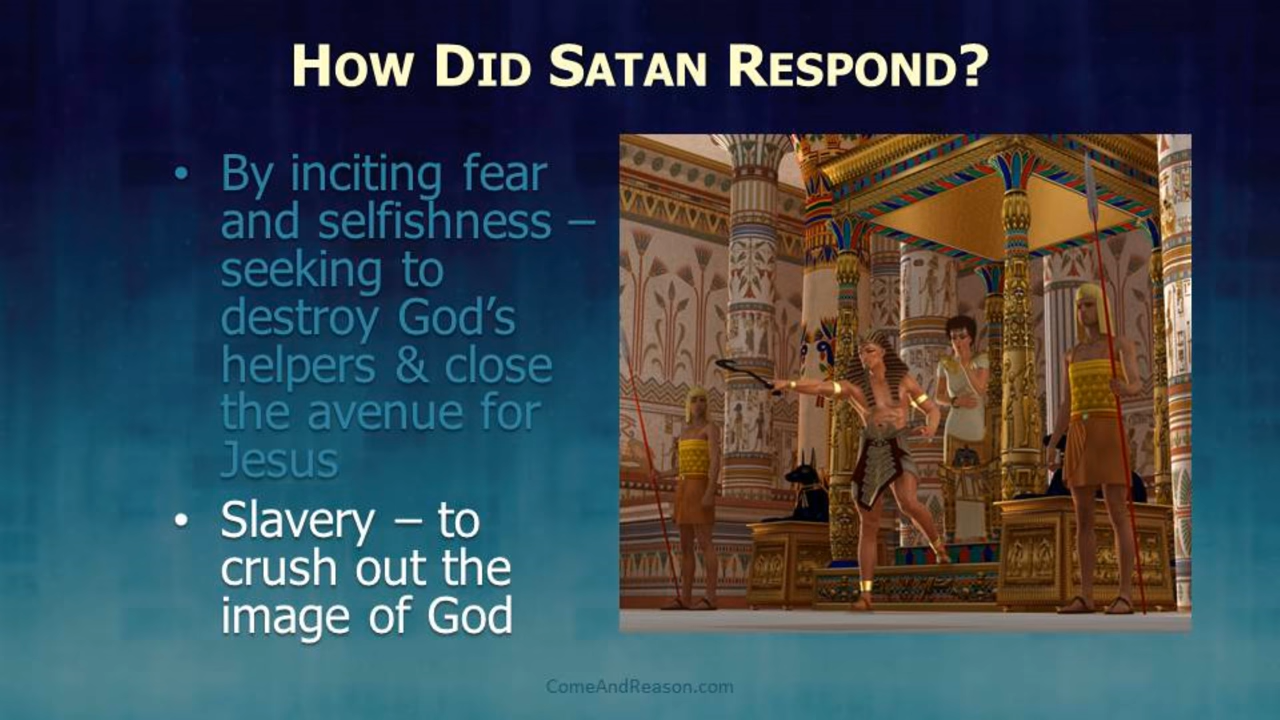 How Did Satan Respond?
• By inciting fear
and selfishness –
seeking to
destroy God’s
helpers & close
the avenue for
Jesus
• Slavery – to
crush out the
image of God
ComeAndReason.com